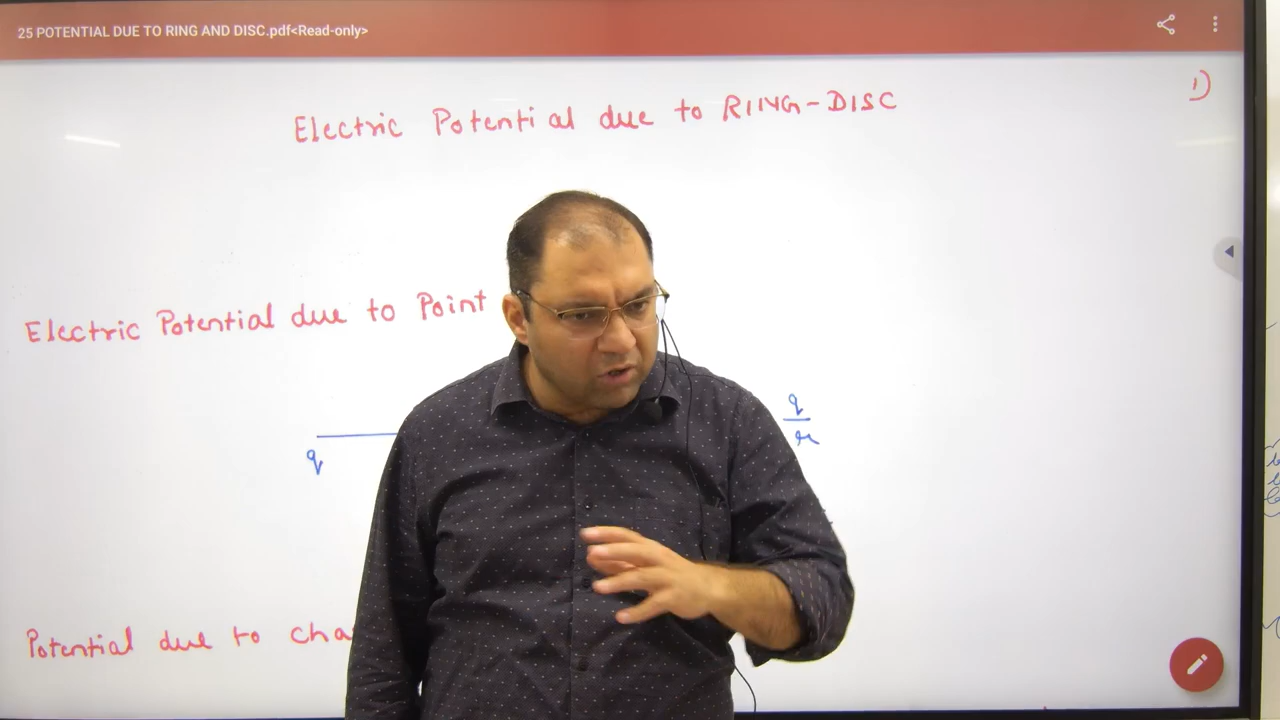 25 POTENTIAL DUE TO RING AND DISC.pdf<Read-only>
1)
Electric Potential due to RING-DISC
Electric Potential due to Point
q
q
r
Potential due to cha